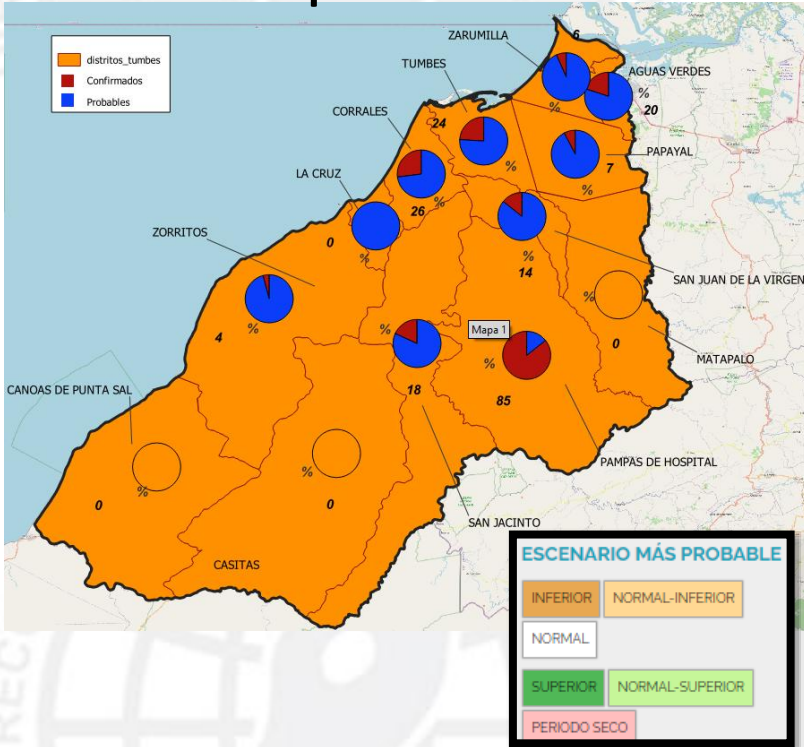 6
ZARUMILLA
distritos_tumbes
Confirmados
Probables
TUMBES
AGUAS VERDES
%
20
%
CORRALES
24
%
PAPAYAL
7
%
LA CRUZ
26
%
0
%
ZORRITOS
%
14
SAN JUAN DE LA VIRGEN
%
4
%
%
18
Mapa 1
%
85
0
MATAPALO
CANOAS DE PUNTA SAL
%
0
%
0
PAMPAS DE HOSPITAL
SAN JACINTO
CASITAS
ESCENARIO MÁS PROBABLE
INFERIOR
NORMAL-INFERIOR
NORMAL
SUPERIOR
NORMAL-SUPERIOR
PERIODO SECO
REC